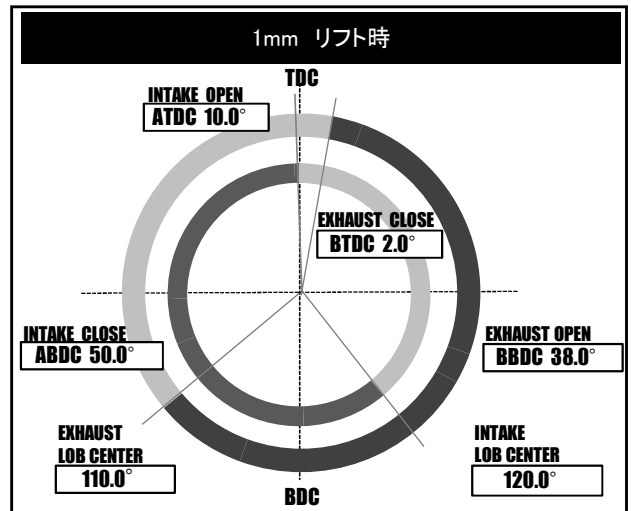 1mm リフト時
TDC
INTAKE OPEN
ATDC 10.0°
EXHAUST CLOSE
BTDC 2.0°
INTAKE CLOSE
ABDC 50.0°
EXHAUST OPEN
BBDC 38.0°
EXHAUST
LOB CENTER
110.0°
INTAKE
LOB CENTER
120.0°
BDC